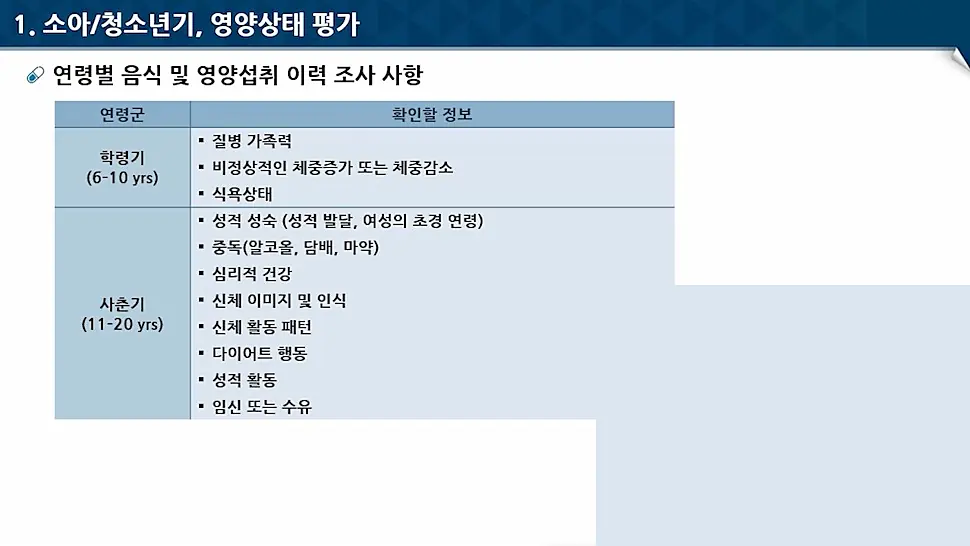 1. 소아/청소년기, 영양상태 평가
연령별 음식 및 영양섭취 이력 조사 사항
연령군
확인할 정보
학령기
(6-10 yrs)
▪ 질병 가족력
▪ 비정상적인 체중증가 또는 체중감소
▪ 식욕상태
사춘기
(11-20 yrs)
▪ 성적 성숙 (성적 발달, 여성의 초경 연령)
▪ 중독(알코올, 담배, 마약)
▪ 심리적 건강
▪ 신체 이미지 및 인식
▪ 신체 활동 패턴
▪ 다이어트 행동
▪ 성적 활동
▪ 임신 또는 수유